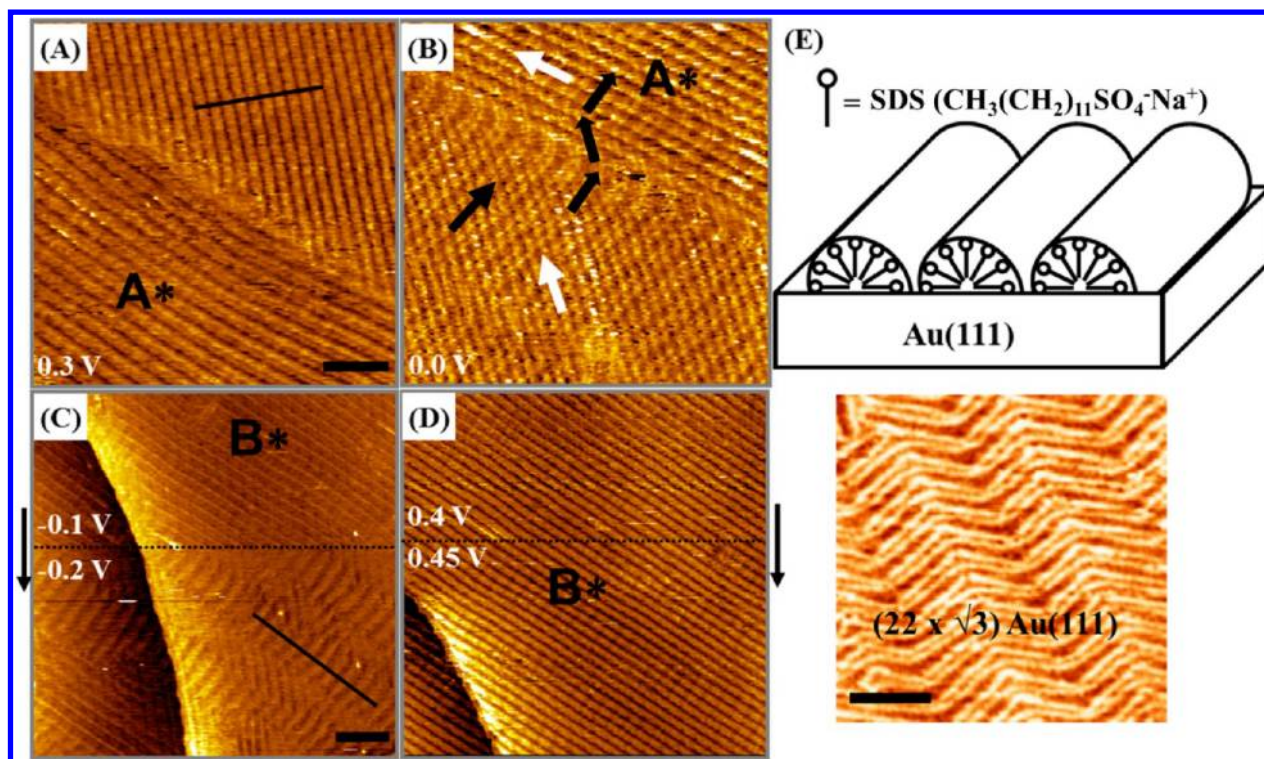 (A)
A*
0.3 V
(B)
A*
0.0 V
(C)
B*
-0.1 V
-0.2 V
(D)
0.4 V
0.45 V
B*
(E)
= SDS (CH₃(CH₂)₁₁SO₄⁻Na⁺)
Au(111)
(22 x √3) Au(111)